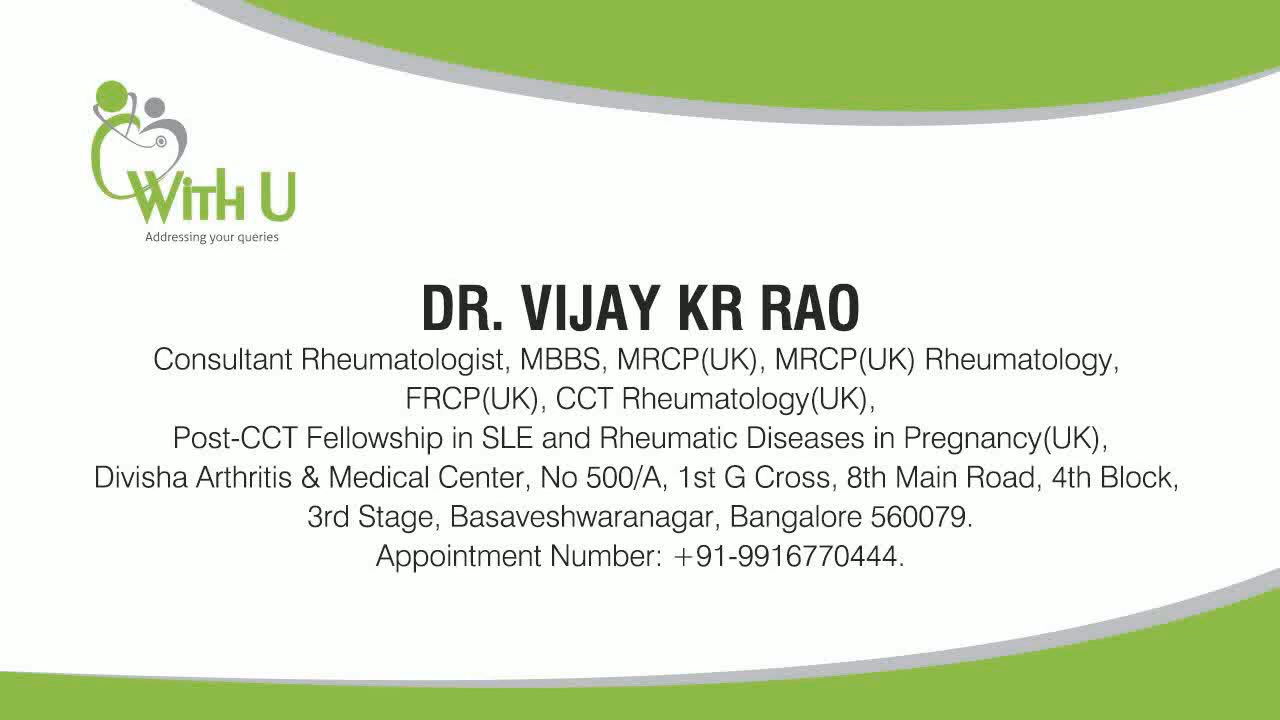 WiTH U
Addressing your queries
DR. VIJAY KR RAO
Consultant Rheumatologist, MBBS, MRCP(UK), MRCP(UK) Rheumatology,
FRCP(UK), CCT Rheumatology(UK),
Post-CCT Fellowship in SLE and Rheumatic Diseases in Pregnancy(UK),
Divisha Arthritis & Medical Center, No 500/A, 1st G Cross, 8th Main Road, 4th Block,
3rd Stage, Basaveshwaranagar, Bangalore 560079.
Appointment Number: +91-9916770444.